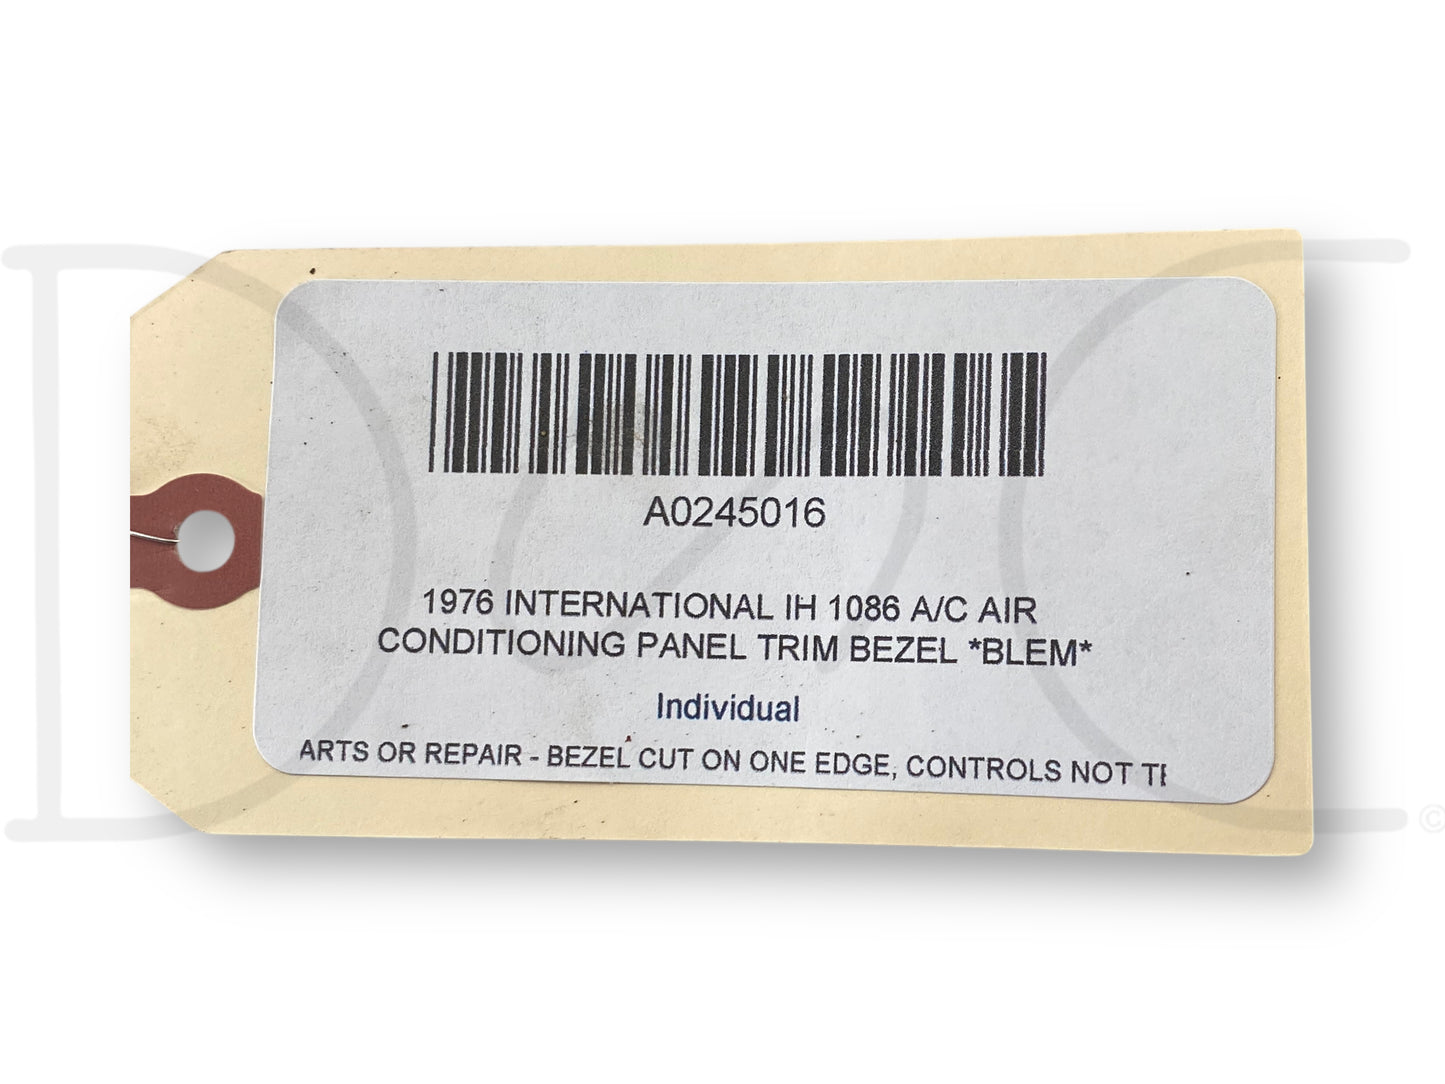 A0245016
1976 INTERNATIONAL IH 1086 A/C AIR
CONDITIONING PANEL TRIM BEZEL *BLEM*
Individual
ARTS OR REPAIR - BEZEL CUT ON ONE EDGE, CONTROLS NOT
©